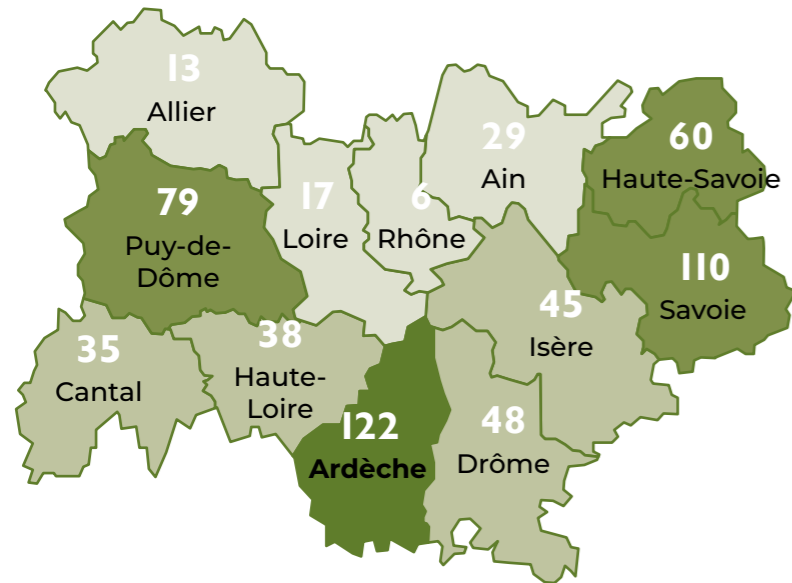 13
Allier
29
Ain
60
Haute-Savoie
79
Puy-de-
Dôme
17
Loire
6
Rhône
110
Savoie
35
Cantal
38
Haute-
Loire
45
Isère
122
Ardèche
48
Drôme